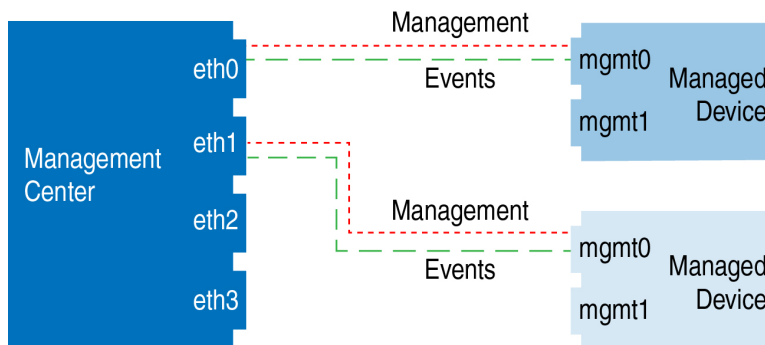 Management
eth0
mgmt0
Events
Managed
Device
mgmt1
eth1
Management
Center
Management
eth2
mgmt0
Events
Managed
Device
eth3
mgmt1